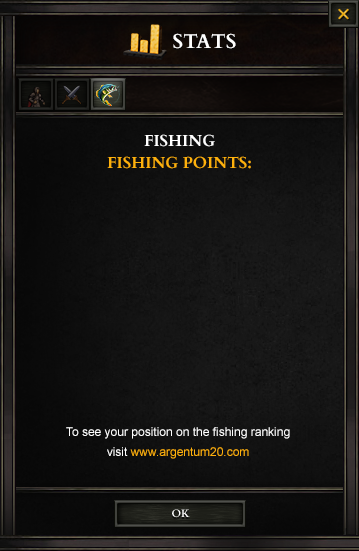 STATS
FISHING
FISHING POINTS:
To see your position on the fishing ranking
visit www.argentum20.com
OK